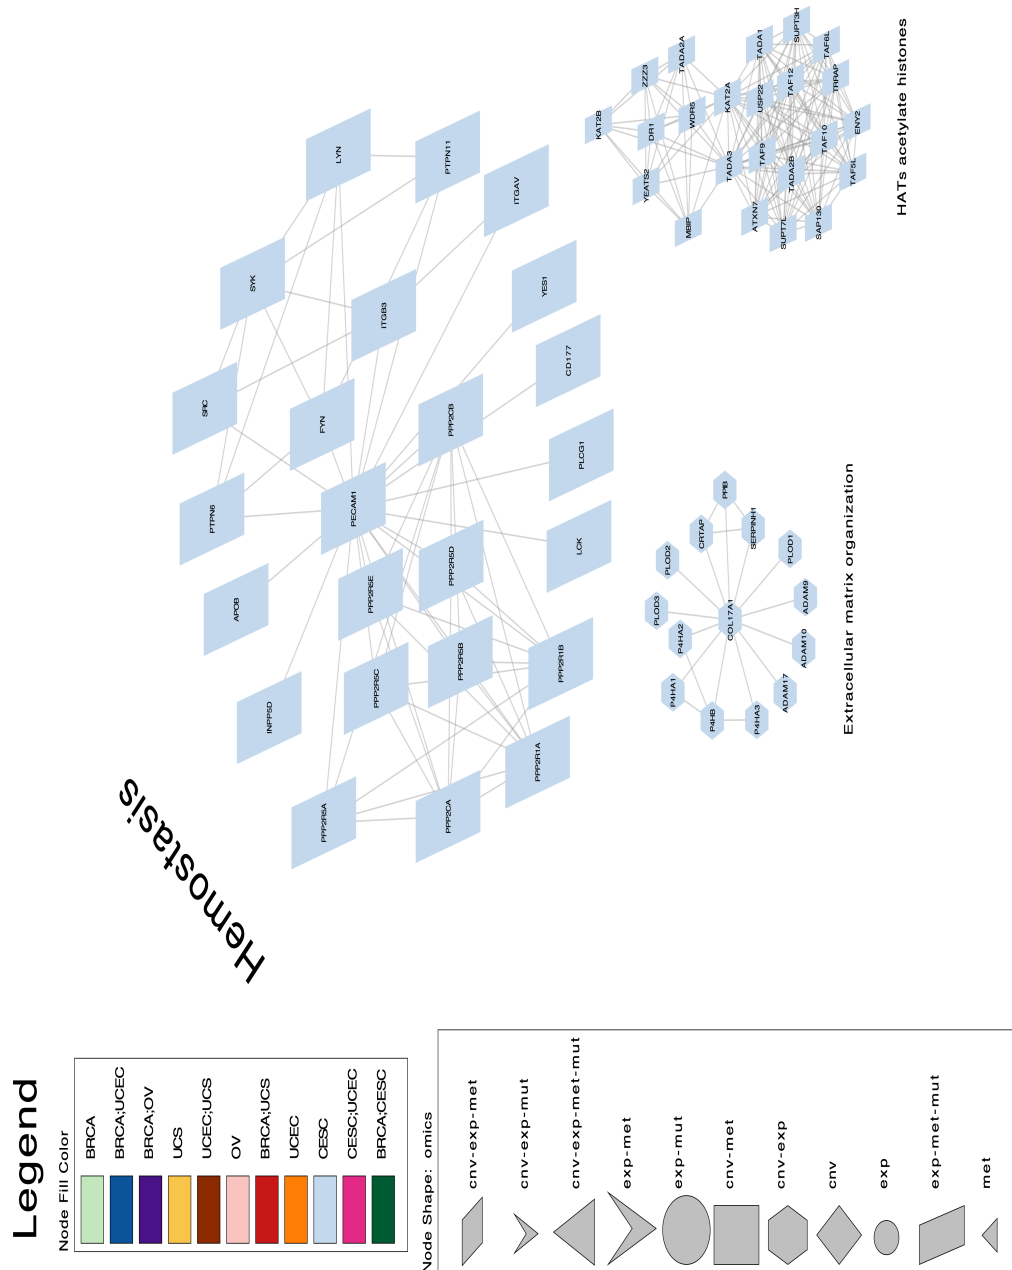 Legend
Node Fill Color
BRCA
BRCA;UCEC
BRCA;OV
UCS
UCEC;UCS
OV
BRCA;UCS
UCEC
CESC
CESC;UCEC
BRCA;CESC
Node Shape: omics
cnv-exp-met
cnv-exp-mut
cnv-exp-met-mut
exp-met
exp-mut
cnv-met
cnv-exp
cnv
exp
exp-met-mut
met
Hemostasis
LYN
PTPN11
ITGAV
SYK
ITGB3
YES1
CD177
SRC
FYN
PPP2CB
PLCG1
PTPN6
PECAM1
LCK
APOB
PPP2R5E
PPP2R5D
INPP5D
PPP2R5C
PPP2R5B
PPP2R1B
PPP2R5A
PPP2CA
PPP2R1A
Extracellular matrix organization
PPIB
CRTAP
SERPINH1
PLOD2
PLOD1
PLOD3
P4HA2
COL17A1
ADAM9
ADAM10
P4HA1
P4HB
P4HA3
ADAM17
HATs acetylate histones
SUPT3H
TADA1
TAF6L
TADA2A
ZZZ3
TAF12
TRRAP
KAT2A
USP22
WDR5
KAT2B
DR1
ENY2
TAF10
TAF9
TADA3
TADA2B
TAF5L
YEATS2
MBIP
ATXN7
SUPT7L
SAP130